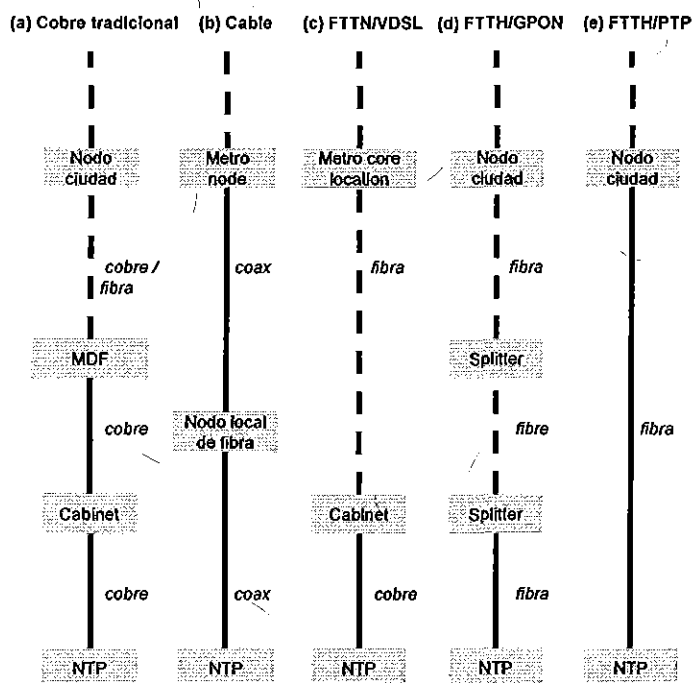 (a) Cobre tradicional (b) Cable (c) FTTN/VDSL (d) FTTH/GPON (e) FTTH/PTP
Nodo ciudad
Metro node
Metro core location
Nodo ciudad
Nodo ciudad
cobre / fibra
coax
fibra
fibra
MDF
Splitter
cobre
Nodo local de fibra
fibre
fibra
Cabinet
Cabinet
Splitter
cobre
coax
cobre
fibra
NTP
NTP
NTP
NTP
NTP